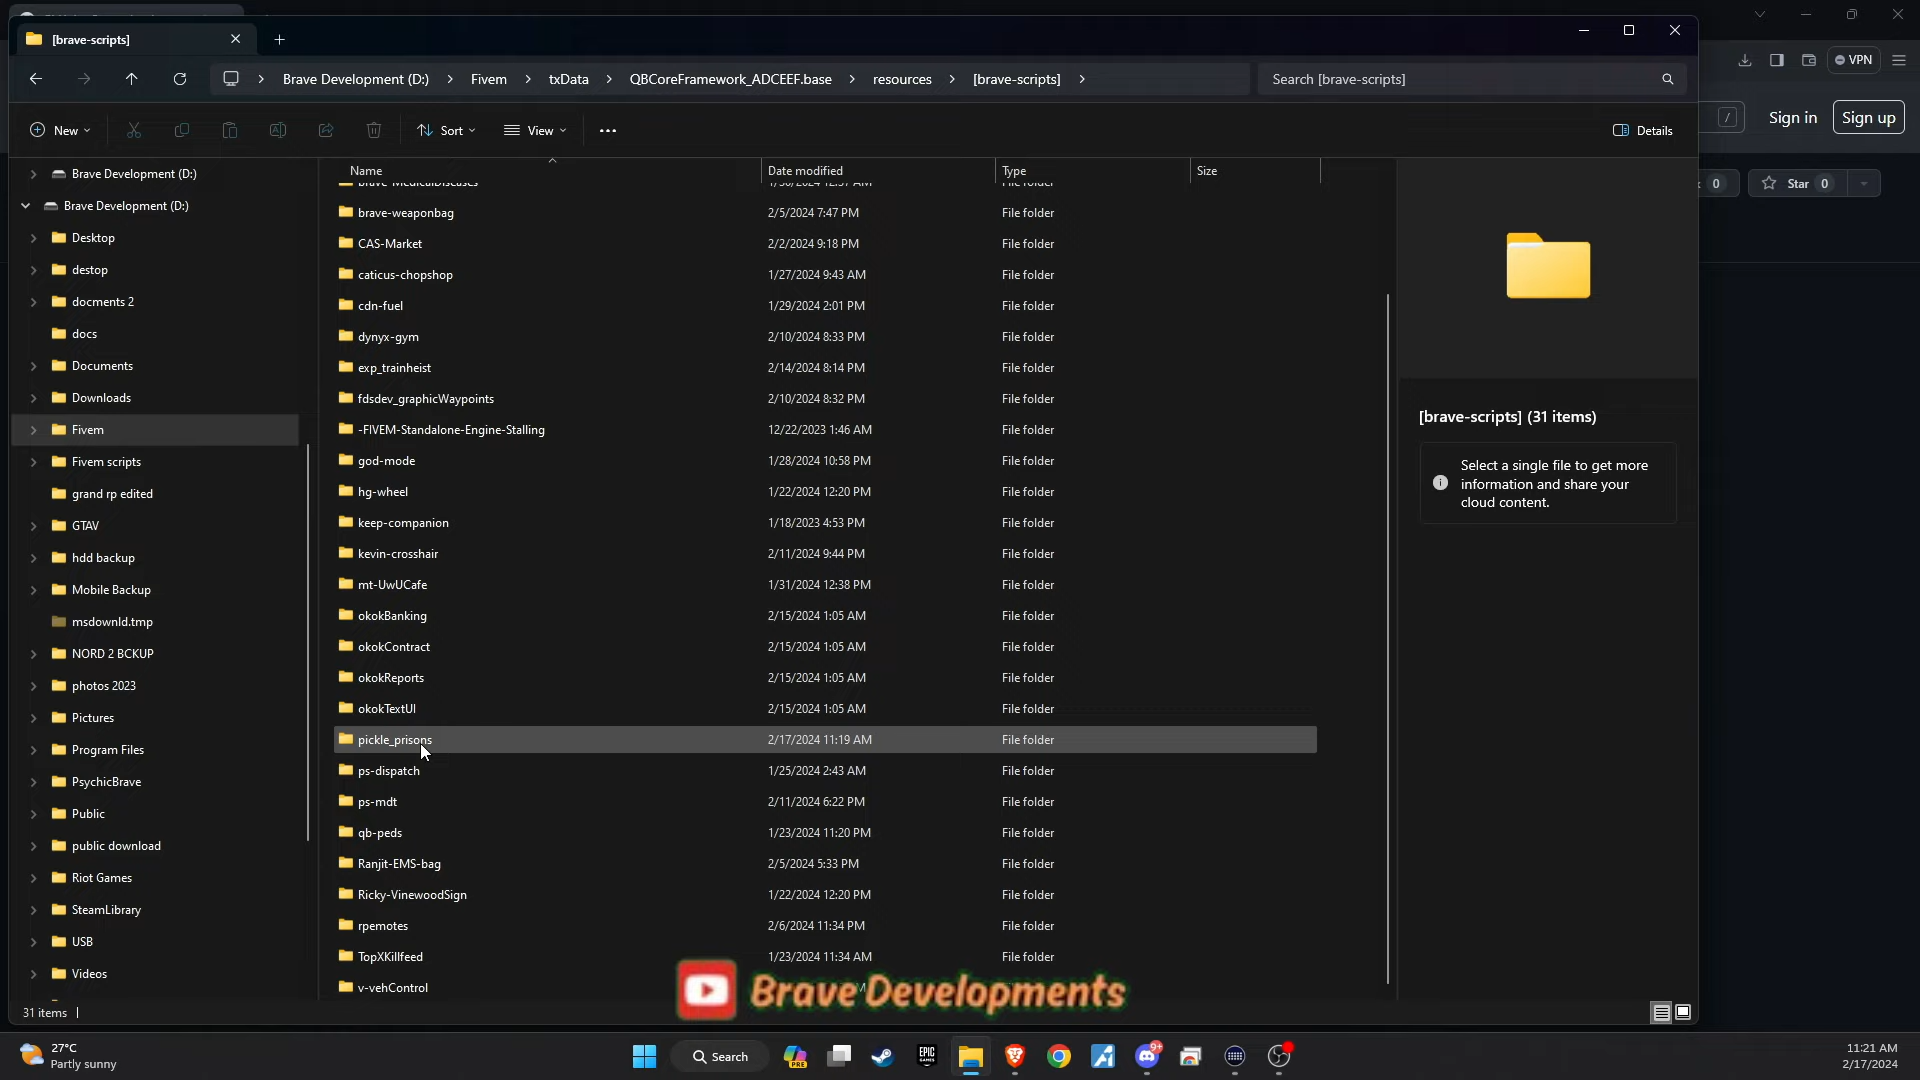 [brave-scripts]
Brave Development (D:) > Fivem > txData > QBCoreFramework_ADCEEF.base > resources > [brave-scripts] >
Search [brave-scripts]
VPN
New
Sort
View
Details
/
Sign in
Sign up
0
Star 0
Name
Date modified
Type
Size
Brave Development (D:)
Brave Development (D:)
Desktop
destop
docments 2
docs
Documents
Downloads
Fivem
Fivem scripts
grand rp edited
GTAV
hdd backup
Mobile Backup
msdownld.tmp
NORD 2 BCKUP
photos 2023
Pictures
Program Files
PsychicBrave
Public
public download
Riot Games
SteamLibrary
USB
Videos
brave-weaponbag 2/5/2024 7:47 PM File folder
CAS-Market 2/2/2024 9:18 PM File folder
caticus-chopshop 1/27/2024 9:43 AM File folder
cdn-fuel 1/29/2024 2:01 PM File folder
dynyx-gym 2/10/2024 8:33 PM File folder
exp_trainheist 2/14/2024 8:14 PM File folder
fdsdev_graphicWaypoints 2/10/2024 8:32 PM File folder
-FIVEM-Standalone-Engine-Stalling 12/22/2023 1:46 AM File folder
god-mode 1/28/2024 10:58 PM File folder
hg-wheel 1/22/2024 12:20 PM File folder
keep-companion 1/18/2023 4:53 PM File folder
kevin-crosshair 2/11/2024 9:44 PM File folder
mt-UwUCafe 1/31/2024 12:38 PM File folder
okokBanking 2/15/2024 1:05 AM File folder
okokContract 2/15/2024 1:05 AM File folder
okokReports 2/15/2024 1:05 AM File folder
okokTextUI 2/15/2024 1:05 AM File folder
pickle_prisons 2/17/2024 11:19 AM File folder
ps-dispatch 1/25/2024 2:43 AM File folder
ps-mdt 2/11/2024 6:22 PM File folder
qb-peds 1/23/2024 11:20 PM File folder
Ranjit-EMS-bag 2/5/2024 5:33 PM File folder
Ricky-VinewoodSign 1/22/2024 12:20 PM File folder
rpemotes 2/6/2024 11:34 PM File folder
TopXKillfeed 1/23/2024 11:34 AM File folder
v-vehControl
[brave-scripts] (31 items)
Select a single file to get more
information and share your
cloud content.
Brave Developments
31 items
27°C
Partly sunny
Search
PRE
EPIC
GAMES
9+
11:21 AM
2/17/2024